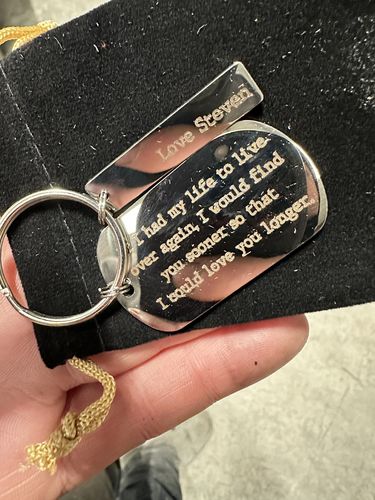 Love Steven
I had my life to live
over again, I would find
you sooner so that
I could love you longer.